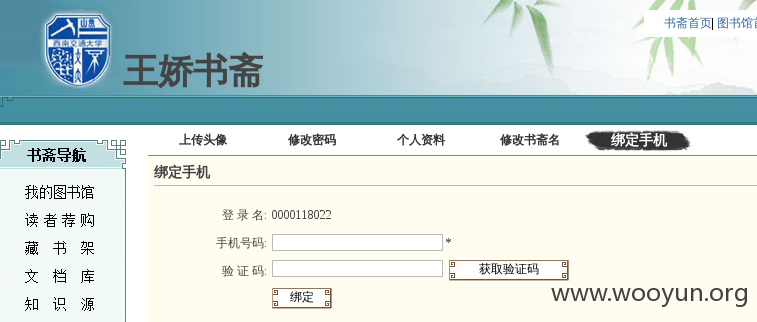 书斋首页| 图书馆首
西南交通大学
王娇书斋
上传头像 修改密码 个人资料 修改书斋名 绑定手机
书斋导航
绑定手机
我的图书馆
读者荐购
藏书架
文档库
知识源
登 录 名: 0000118022
手机号码: *
验 证 码: 获取验证码
绑定
www.wooyun.org